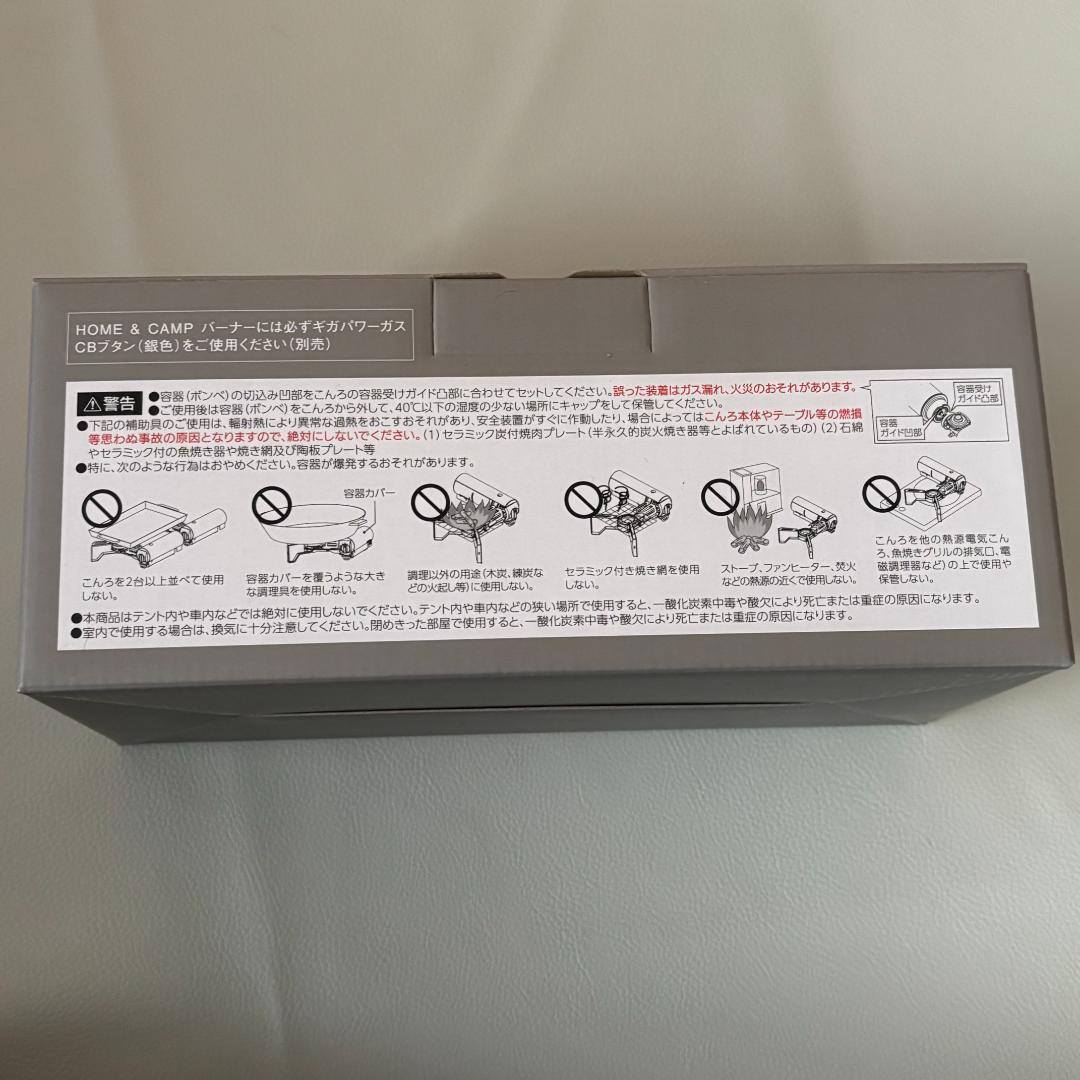 HOME & CAMP バーナーには必ずギガパワーガス
CBブタン(銀色)をご使用ください(別売)
警告
●容器(ボンベ)の切込み凹部をこんろの容器受けガイド凸部に合わせてセットしてください。誤った装着はガス漏れ、火災のおそれがあります。
●ご使用後は容器(ボンベ)をこんろから外して、40℃以下の湿度の少ない場所にキャップをして保管してください。
●下記の補助具のご使用は、輻射熱により異常な過熱をおこすおそれがあり、安全装置がすぐに作動したり、場合によってはこんろ本体やテーブル等の燃損
等思わぬ事故の原因となりますので、絶対にしないでください。(1)セラミック炭付焼肉プレート(半永久的炭火焼き器等とよばれているもの)(2)石綿
やセラミック付の魚焼き器や焼き網及び陶板プレート等
●特に、次のような行為はおやめください。容器が爆発するおそれがあります。
容器受け
ガイド凸部
容器
ガイド凹部
容器カバー
こんろを2台以上並べて使用
しない。
容器カバーを覆うような大き
な調理具を使用しない。
調理以外の用途(木炭、練炭な
どの火起し等)に使用しない。
セラミック付き焼き網を使用
しない。
ストーブ、ファンヒーター、焚火
などの熱源の近くで使用しない。
こんろを他の熱源電気こん
ろ、魚焼きグリルの排気口、電
磁調理器など)の上で使用や
保管しない。
●本商品はテント内や車内などでは絶対に使用しないでください。テント内や車内などの狭い場所で使用すると、一酸化炭素中毒や酸欠により死亡または重症の原因になります。
●室内で使用する場合は、換気に十分注意してください。閉めきった部屋で使用すると、一酸化炭素中毒や酸欠により死亡または重症の原因になります。